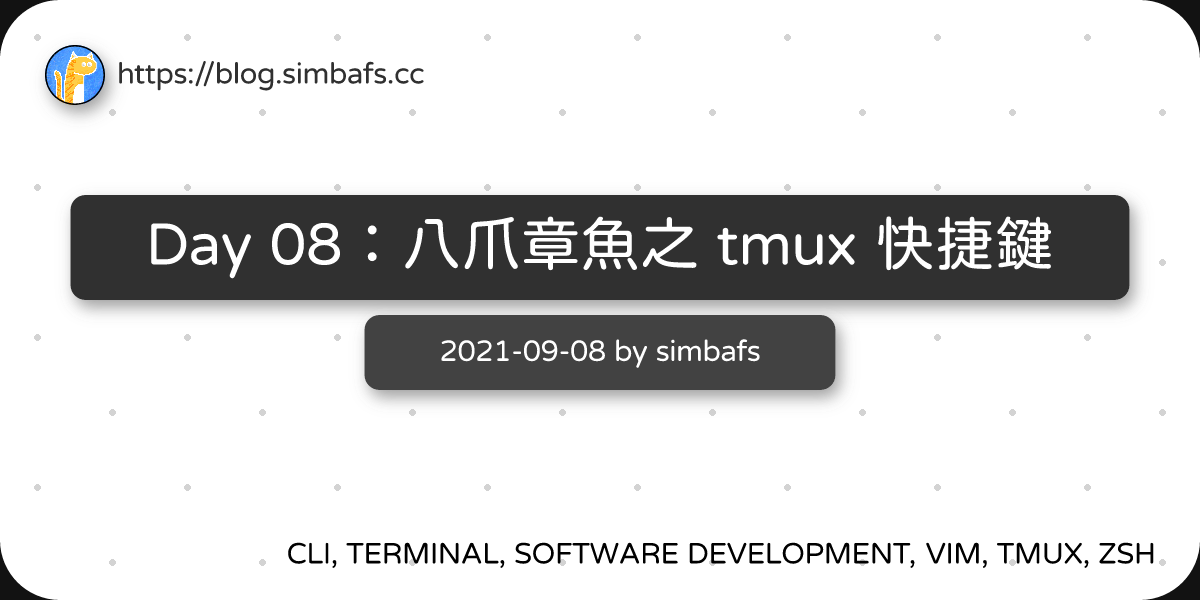 https://blog.simbafs.cc
Day 08：八爪章魚之 tmux 快捷鍵
2021-09-08 by simbafs
CLI, TERMINAL, SOFTWARE DEVELOPMENT, VIM, TMUX, ZSH